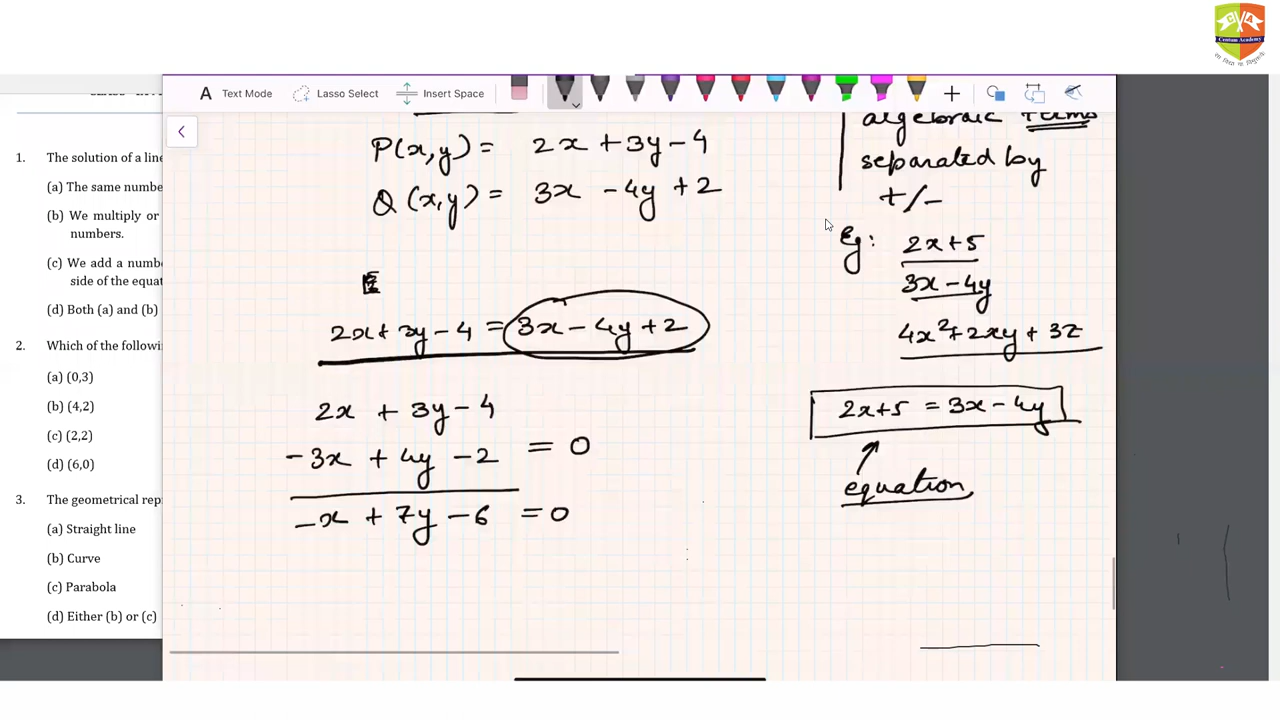 Centum Academy
Text Mode
Lasso Select
Insert Space
1. The solution of a line
(a) The same numbe
(b) We multiply or
numbers.
(c) We add a numb
side of the equat
(d) Both (a) and (b)
2. Which of the followi
(a) (0,3)
(b) (4,2)
(c) (2,2)
(d) (6,0)
3. The geometrical repr
(a) Straight line
(b) Curve
(c) Parabola
(d) Either (b) or (c)
P(x,y) = 2x + 3y - 4
Q(x,y) = 3x - 4y + 2
2x + 3y - 4 = 3x - 4y + 2
2x + 3y - 4
-3x + 4y - 2 = 0
-x + 7y - 6 = 0
algebraic terms
separated by
+/-
Eg: 2x+5
3x - 4y
4x²+2xy+3z
2x+5 = 3x - 4y
equation